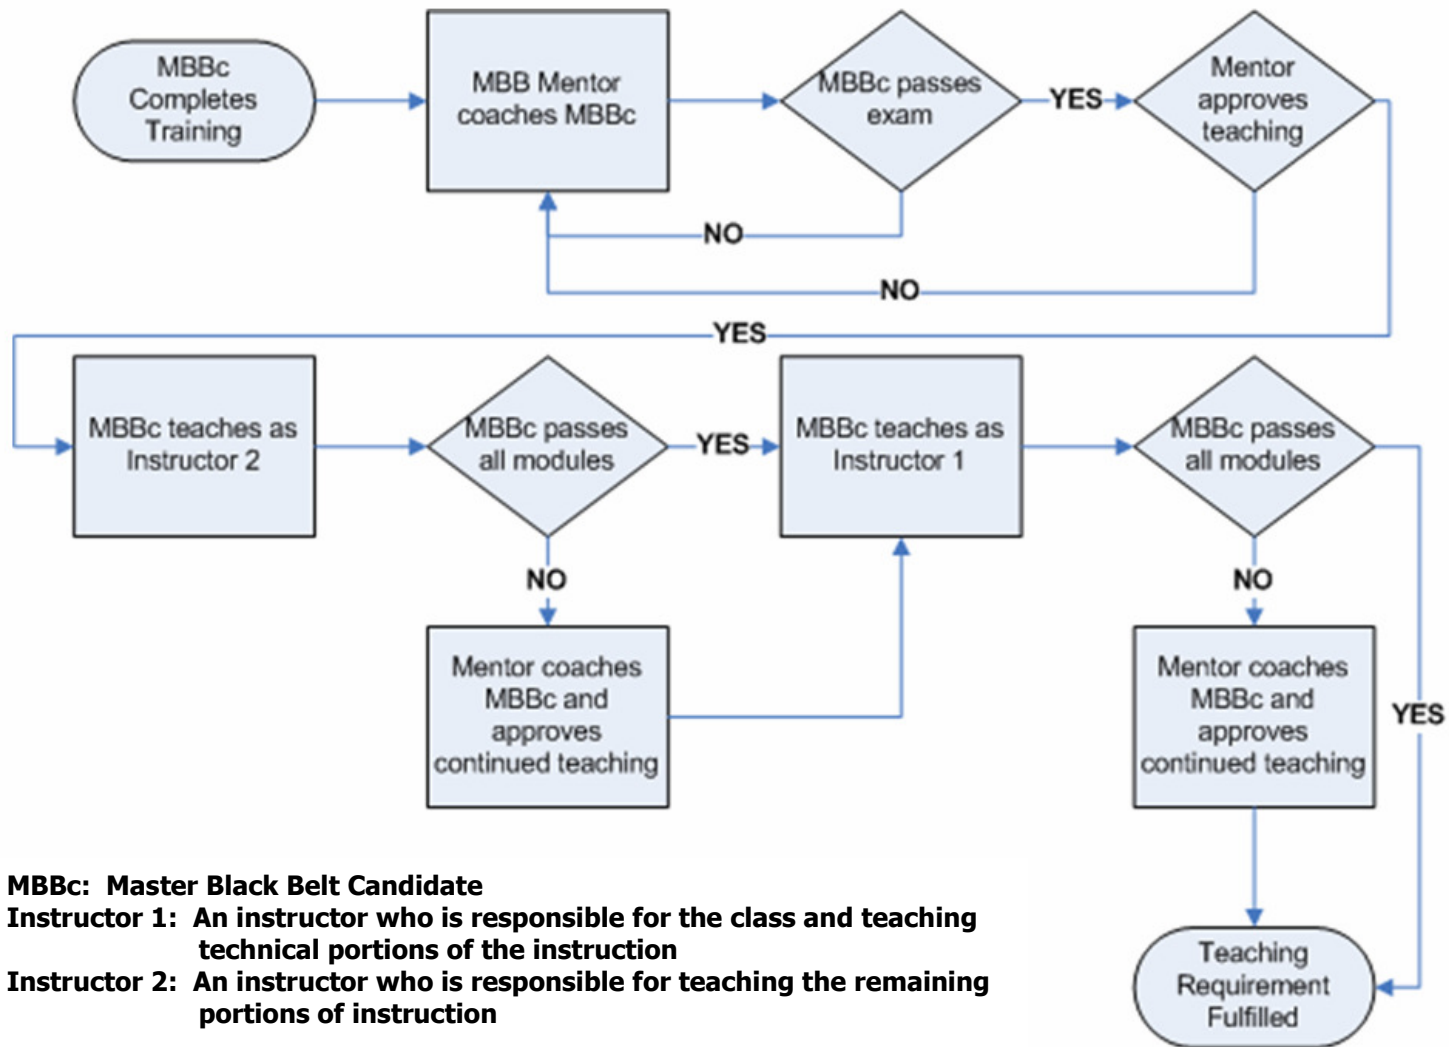 MBBc
Completes
Training
MBB Mentor
coaches MBBc
MBBc passes
exam
YES
Mentor
approves
teaching
NO
NO
YES
MBBc teaches as
Instructor 2
MBBc passes
all modules
YES
MBBc teaches as
Instructor 1
MBBc passes
all modules
NO
NO
Mentor coaches
MBBc and
approves
continued teaching
Mentor coaches
MBBc and
approves
continued teaching
YES
MBBc: Master Black Belt Candidate
Instructor 1: An instructor who is responsible for the class and teaching
technical portions of the instruction
Instructor 2: An instructor who is responsible for teaching the remaining
portions of instruction
Teaching
Requirement
Fulfilled